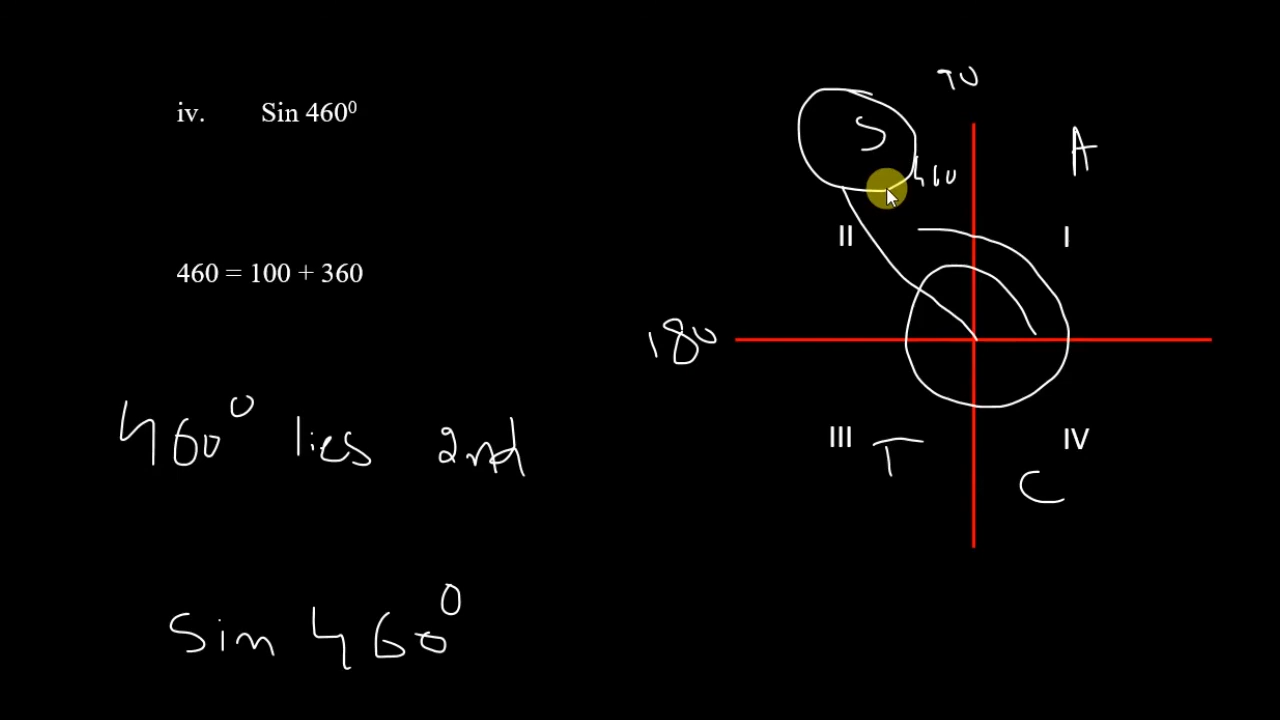 iv. Sin 460⁰
460 = 100 + 360
460⁰ lies 2nd
Sin 460⁰
90
S
A
460
II
I
180
III
T
IV
C